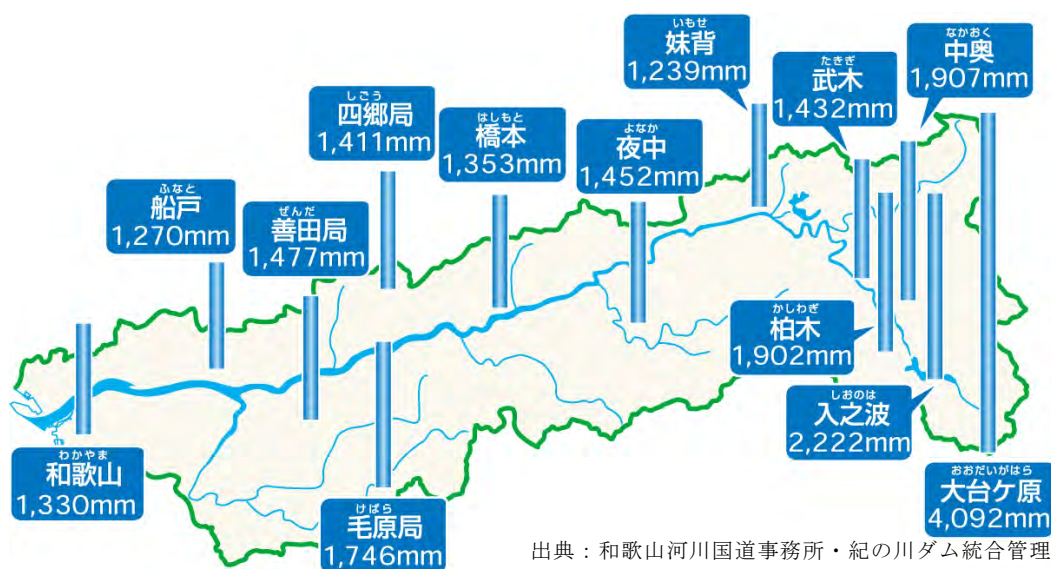 いもせ
妹背
1,239mm
なかおく
中奥
1,907mm
たきぎ
武木
1,432mm
しごう
四郷局
1,411mm
はしもと
橋本
1,353mm
よなか
夜中
1,452mm
ふなと
船戸
1,270mm
ぜんだ
善田局
1,477mm
かしわぎ
柏木
1,902mm
しおのは
入之波
2,222mm
わかやま
和歌山
1,330mm
けばら
毛原局
1,746mm
おおだいがはら
大台ケ原
4,092mm
出典：和歌山河川国道事務所・紀の川ダム統合管理